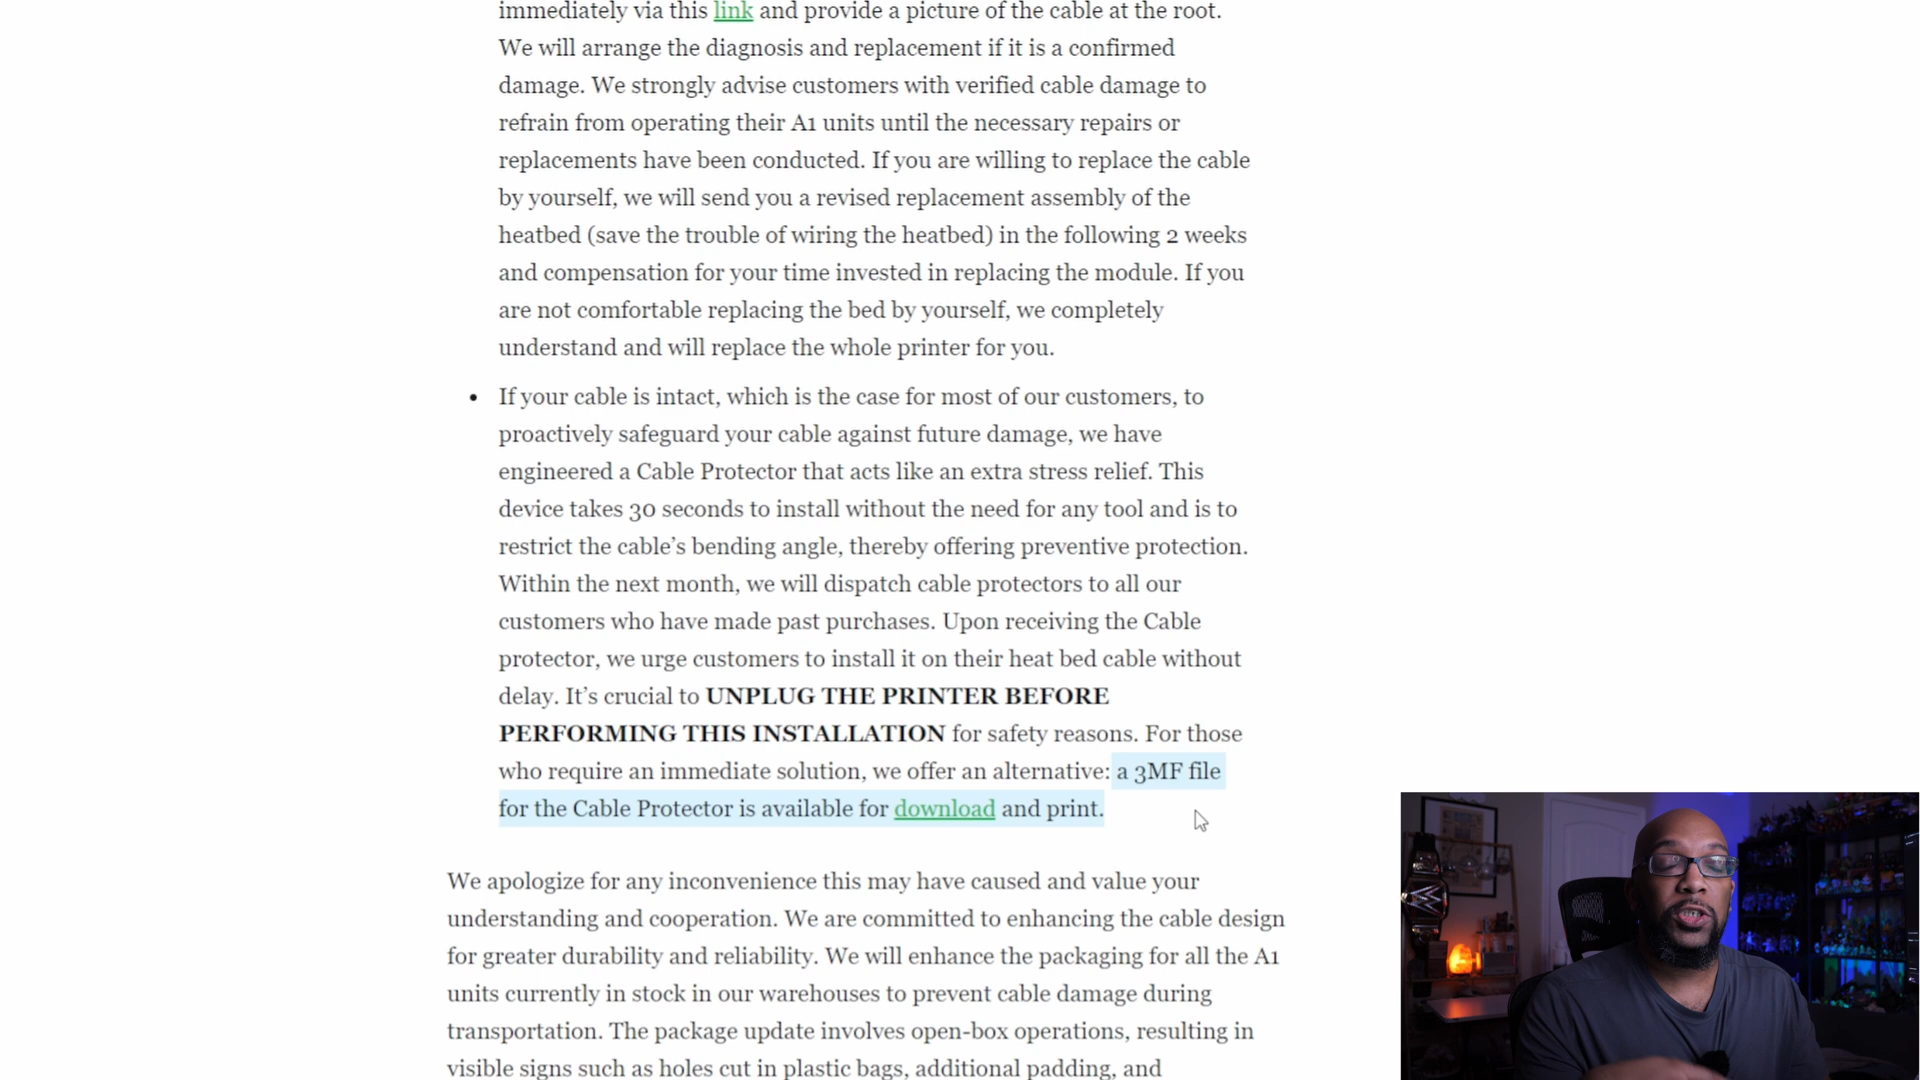 immediately via this link and provide a picture of the cable at the root.
We will arrange the diagnosis and replacement if it is a confirmed
damage. We strongly advise customers with verified cable damage to
refrain from operating their A1 units until the necessary repairs or
replacements have been conducted. If you are willing to replace the cable
by yourself, we will send you a revised replacement assembly of the
heatbed (save the trouble of wiring the heatbed) in the following 2 weeks
and compensation for your time invested in replacing the module. If you
are not comfortable replacing the bed by yourself, we completely
understand and will replace the whole printer for you.
• If your cable is intact, which is the case for most of our customers, to
proactively safeguard your cable against future damage, we have
engineered a Cable Protector that acts like an extra stress relief. This
device takes 30 seconds to install without the need for any tool and is to
restrict the cable’s bending angle, thereby offering preventive protection.
Within the next month, we will dispatch cable protectors to all our
customers who have made past purchases. Upon receiving the Cable
protector, we urge customers to install it on their heat bed cable without
delay. It’s crucial to UNPLUG THE PRINTER BEFORE
PERFORMING THIS INSTALLATION for safety reasons. For those
who require an immediate solution, we offer an alternative: a 3MF file
for the Cable Protector is available for download and print.
We apologize for any inconvenience this may have caused and value your
understanding and cooperation. We are committed to enhancing the cable design
for greater durability and reliability. We will enhance the packaging for all the A1
units currently in stock in our warehouses to prevent cable damage during
transportation. The package update involves open-box operations, resulting in
visible signs such as holes cut in plastic bags, additional padding, and